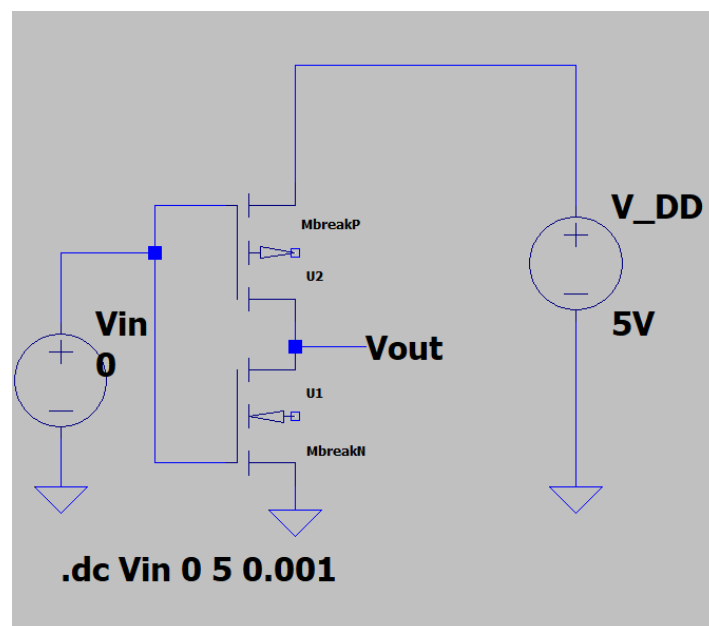 V_DD
MbreakP
U2
Vin
0
5V
Vout
U1
MbreakN
.dc Vin 0 5 0.001